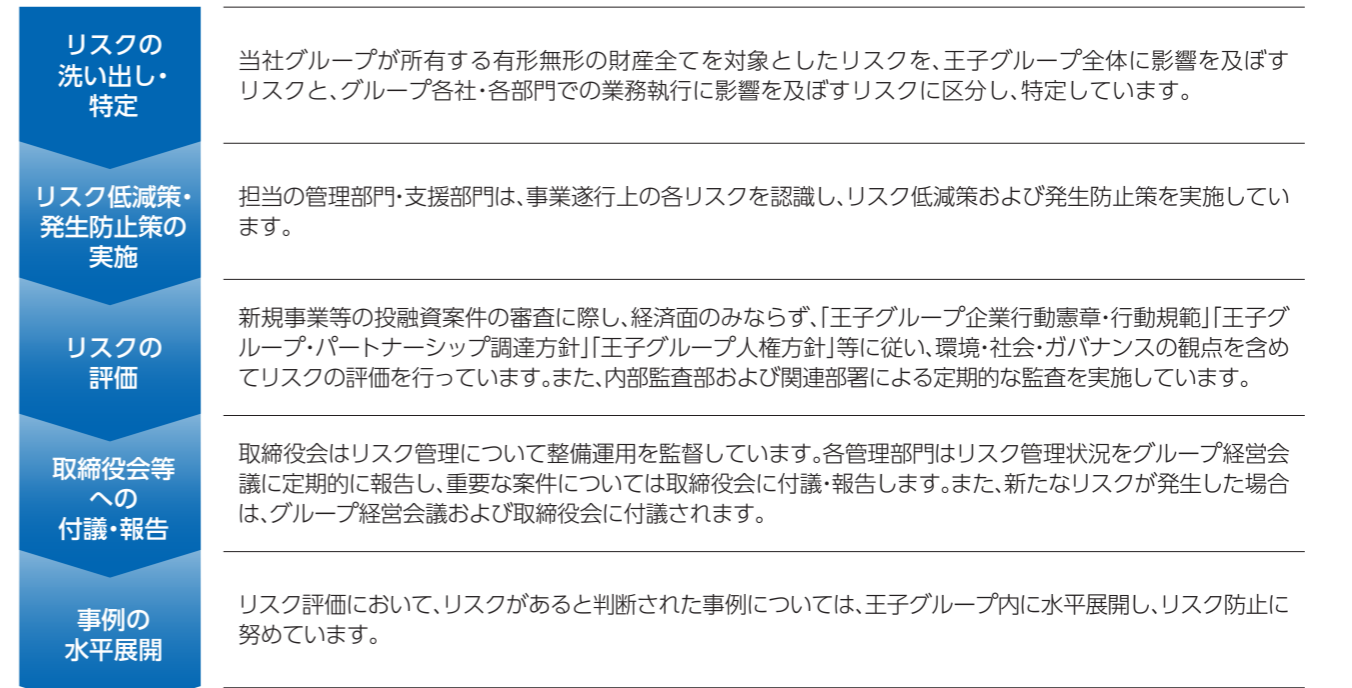 リスクの
洗い出し・
特定
当社グループが所有する有形無形の財産全てを対象としたリスクを、王子グループ全体に影響を及ぼす
リスクと、グループ各社・各部門での業務執行に影響を及ぼすリスクに区分し、特定しています。
リスク低減策・
発生防止策の
実施
担当の管理部門・支援部門は、事業遂行上の各リスクを認識し、リスク低減策および発生防止策を実施してい
ます。
リスクの
評価
新規事業等の投融資案件の審査に際し、経済面のみならず、「王子グループ企業行動憲章・行動規範」「王子グ
ループ・パートナーシップ調達方針」「王子グループ人権方針」等に従い、環境・社会・ガバナンスの観点を含め
てリスクの評価を行っています。また、内部監査部および関連部署による定期的な監査を実施しています。
取締役会等
への
付議・報告
取締役会はリスク管理について整備運用を監督しています。各管理部門はリスク管理状況をグループ経営会
議に定期的に報告し、重要な案件については取締役会に付議・報告します。また、新たなリスクが発生した場合
は、グループ経営会議および取締役会に付議されます。
事例の
水平展開
リスク評価において、リスクがあると判断された事例については、王子グループ内に水平展開し、リスク防止に
努めています。